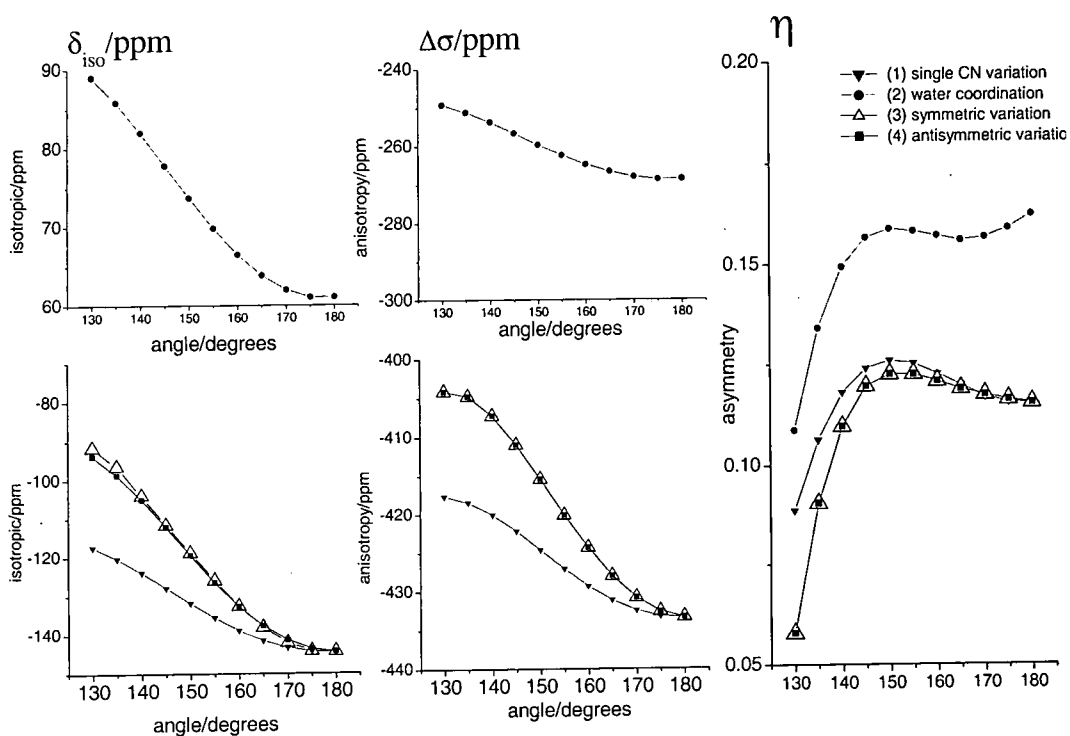 δiso/ppm
90
80
70
60
isotropic/ppm
130 140 150 160 170 180
angle/degrees
Δσ/ppm
-240
-260
-280
-300
anisotropy/ppm
130 140 150 160 170 180
angle/degrees
-80
-100
-120
-140
isotropic/ppm
130 140 150 160 170 180
angle/degrees
-400
-410
-420
-430
-440
anisotropy/ppm
130 140 150 160 170 180
angle/degrees
η
0.20
0.15
0.10
0.05
asymmetry
(1) single CN variation
(2) water coordination
(3) symmetric variation
(4) antisymmetric variatic
130 140 150 160 170 180
angle/degrees